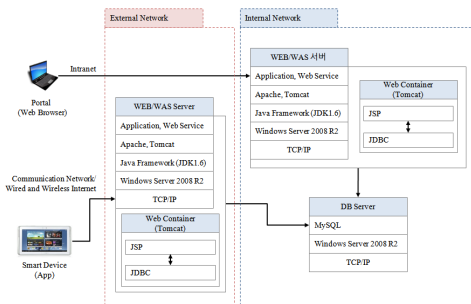 External Network
Internal Network
WEB/WAS 서버
Application, Web Service
Apache, Tomcat
Java Framework (JDK1.6)
Windows Server 2008 R2
TCP/IP
Web Container
(Tomcat)
JSP
JDBC
Intranet
Portal
(Web Browser)
WEB/WAS Server
Application, Web Service
Apache, Tomcat
Java Framework (JDK1.6)
Windows Server 2008 R2
TCP/IP
Web Container
(Tomcat)
JSP
JDBC
Communication Network/
Wired and Wireless Internet
Smart Device
(App)
DB Server
MySQL
Windows Server 2008 R2
TCP/IP